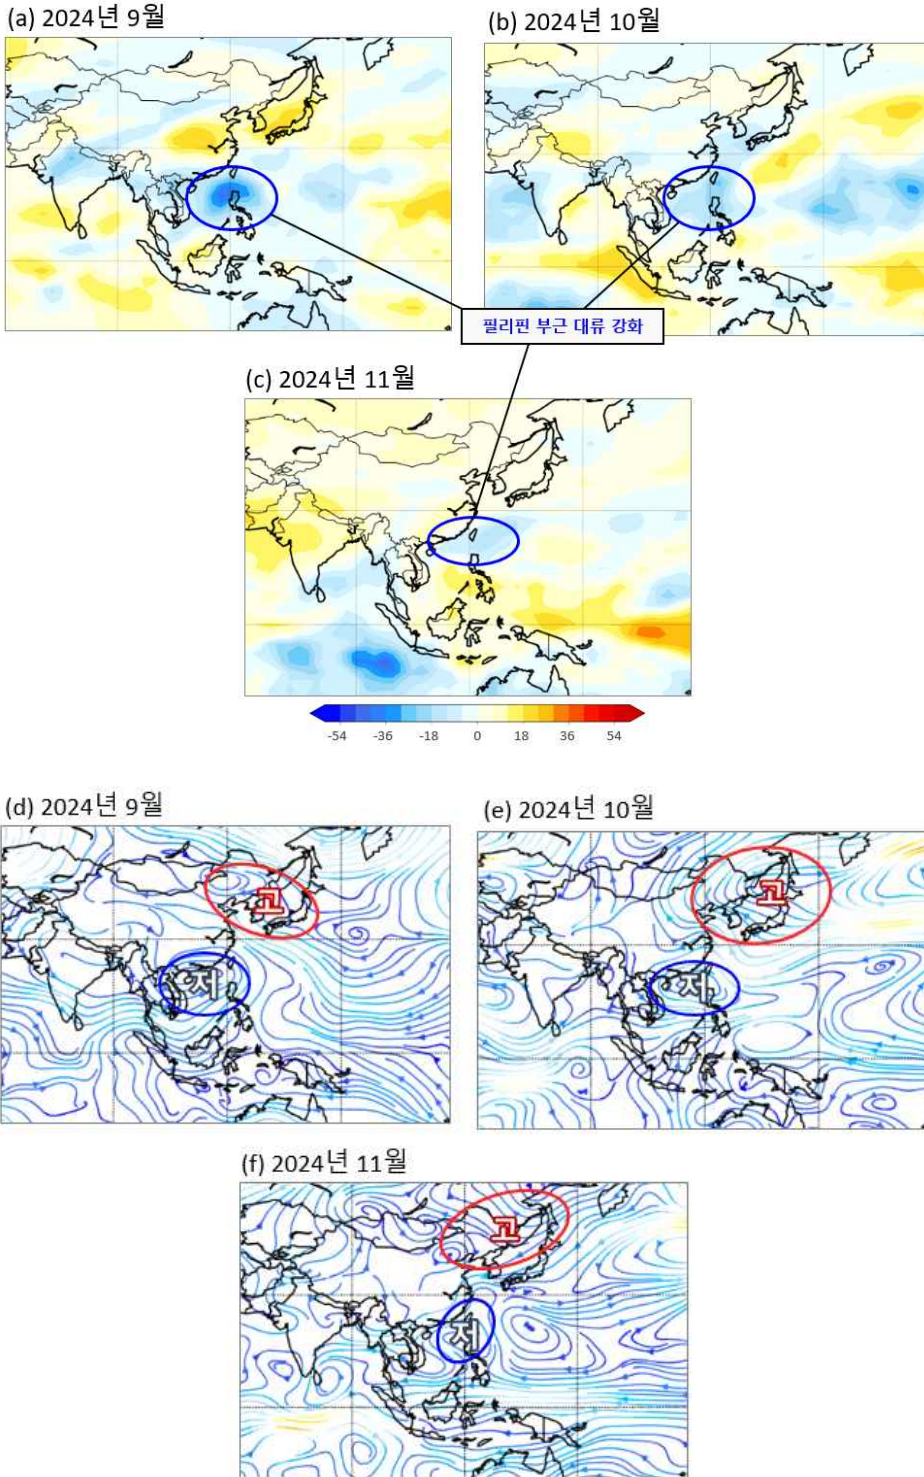 (a) 2024년 9월
(b) 2024년 10월
필리핀 부근 대류 강화
(c) 2024년 11월
-54 -36 -18 0 18 36 54
(d) 2024년 9월
(e) 2024년 10월
고
고
저
저
(f) 2024년 11월
고
저